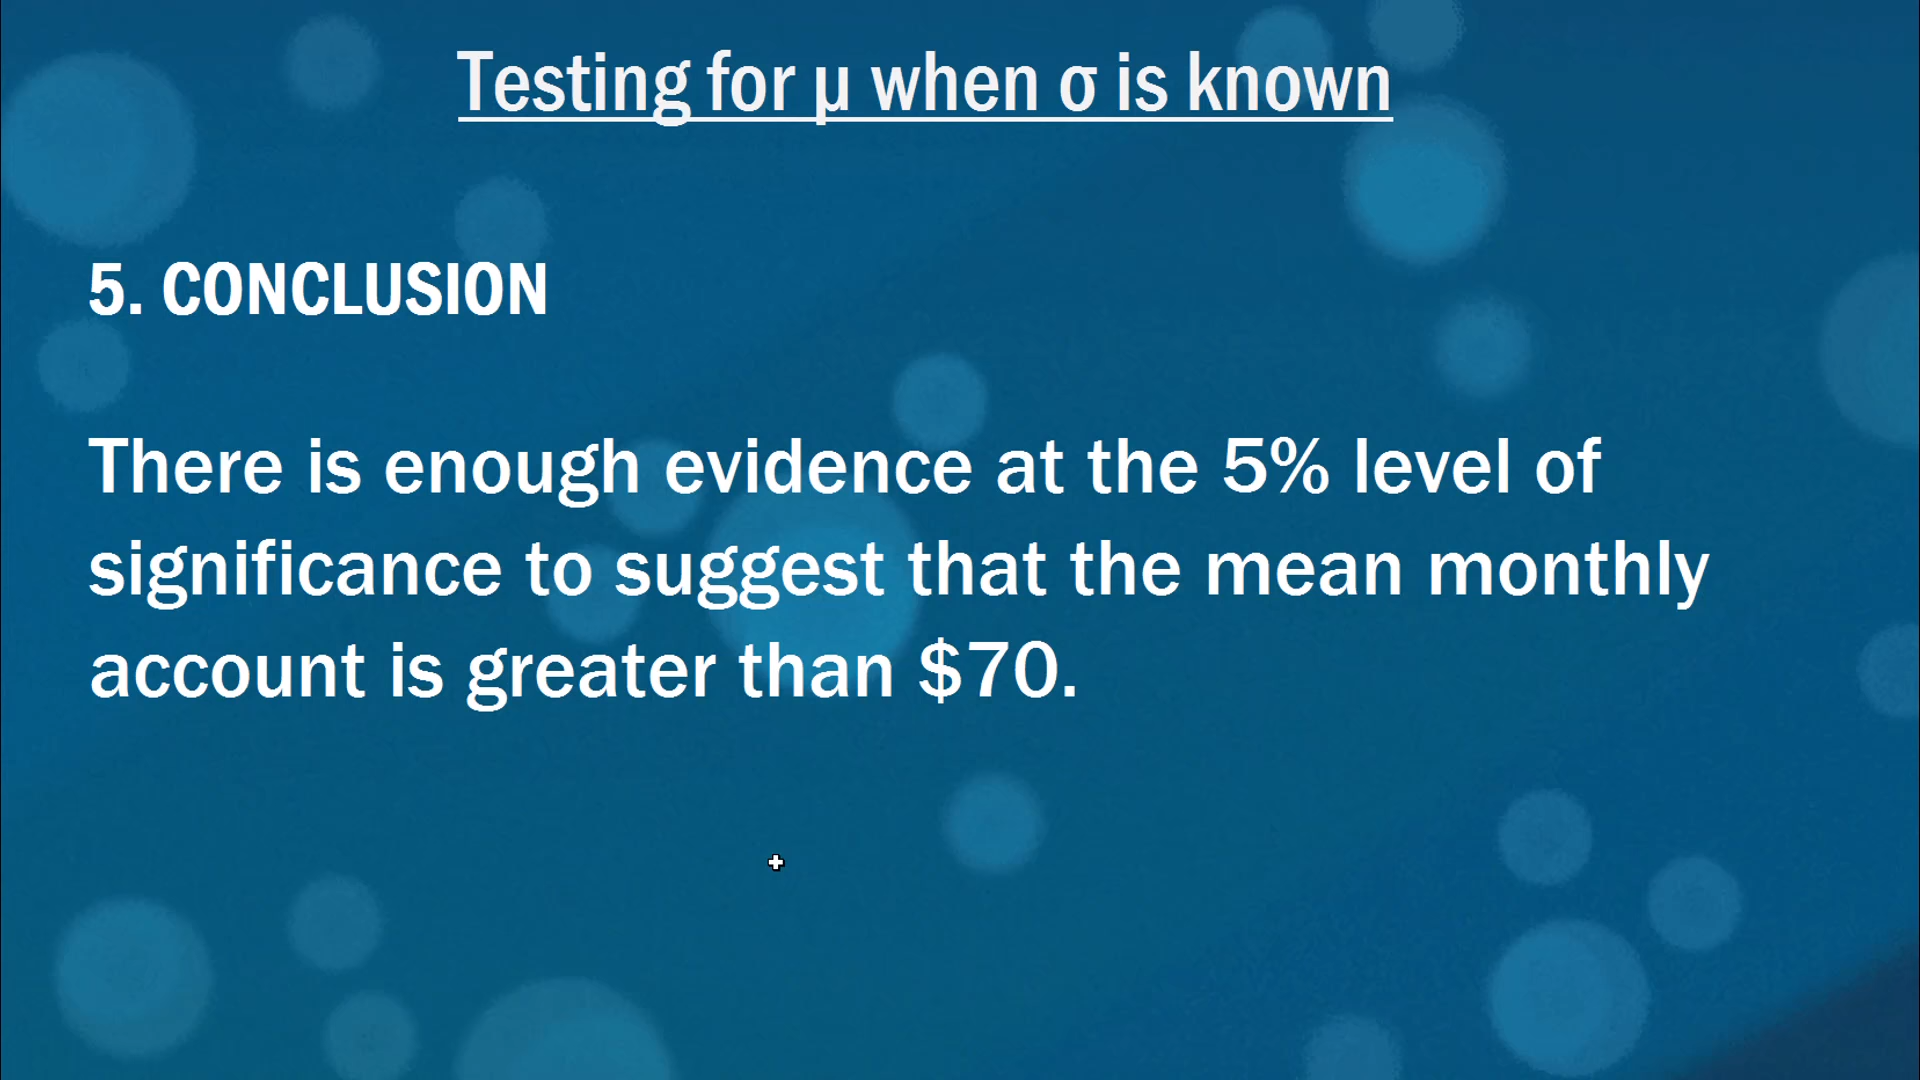 Testing for μ when σ is known
5. CONCLUSION
There is enough evidence at the 5% level of
significance to suggest that the mean monthly
account is greater than $70.